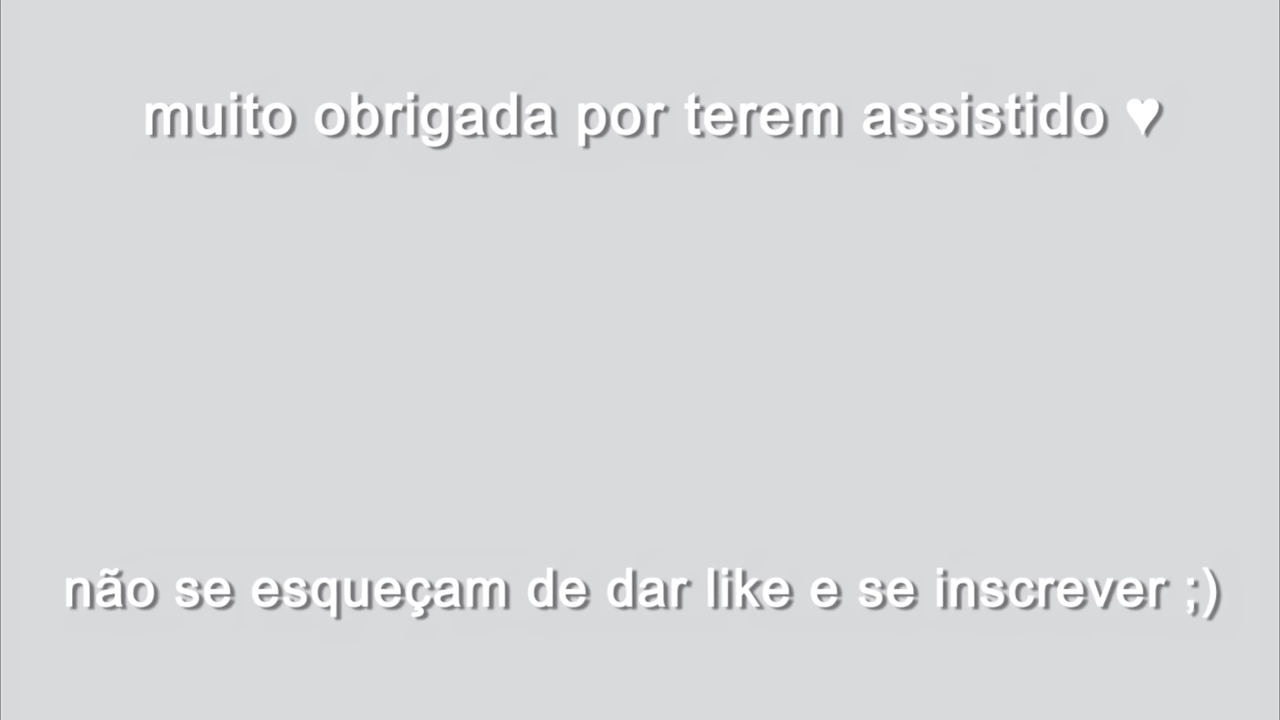 muito obrigada por terem assistido ♥
não se esqueçam de dar like e se inscrever ;)